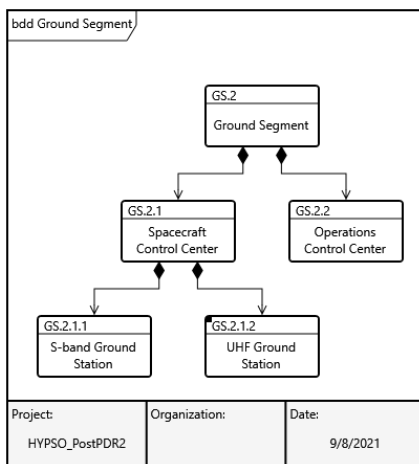 bdd Ground Segment
GS.2
Ground Segment
GS.2.1
Spacecraft
Control Center
GS.2.2
Operations
Control Center
GS.2.1.1
S-band Ground
Station
GS.2.1.2
UHF Ground
Station
Project:
HYPSO_PostPDR2
Organization:
Date:
9/8/2021